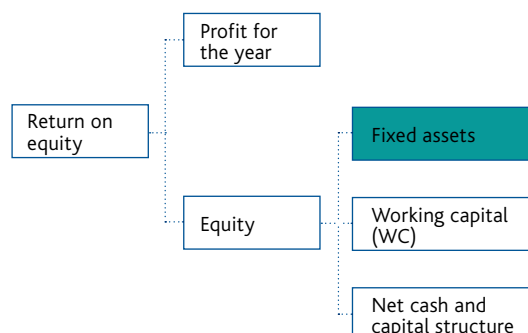 Profit for
the year
Return on
equity
Fixed assets
Equity
Working capital
(WC)
Net cash and
capital structure